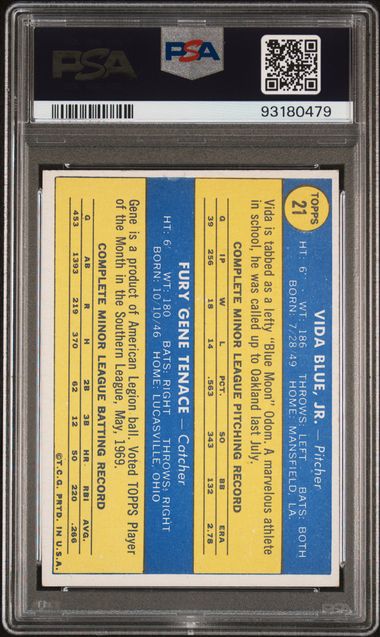 PSA
PSA
93180479
TOPPS
21
VIDA BLUE, JR. — Pitcher
HT: 6' WT: 186 THROWS: LEFT BATS: BOTH
BORN: 7/28/49 HOME: MANSFIELD, LA.
Vida is tabbed as a lefty "Blue Moon" Odom. A marvelous athlete
in school, he was called up to Oakland last July.
COMPLETE MINOR LEAGUE PITCHING RECORD
G IP W L PCT. SO BB ERA
39 256 18 14 .563 343 132 2.78
FURY GENE TENACE — Catcher
HT: 6' WT: 180 BATS: RIGHT THROWS: RIGHT
BORN: 10/10/46 HOME: LUCASVILLE, OHIO
Gene is a product of American Legion ball. Voted TOPPS Player
of the Month in the Southern League, May, 1969.
COMPLETE MINOR LEAGUE BATTING RECORD
G AB R H 2B 3B HR RBI AVG.
453 1393 219 370 62 12 50 220 .266
©T.C.G. PRTD. IN U.S.A.